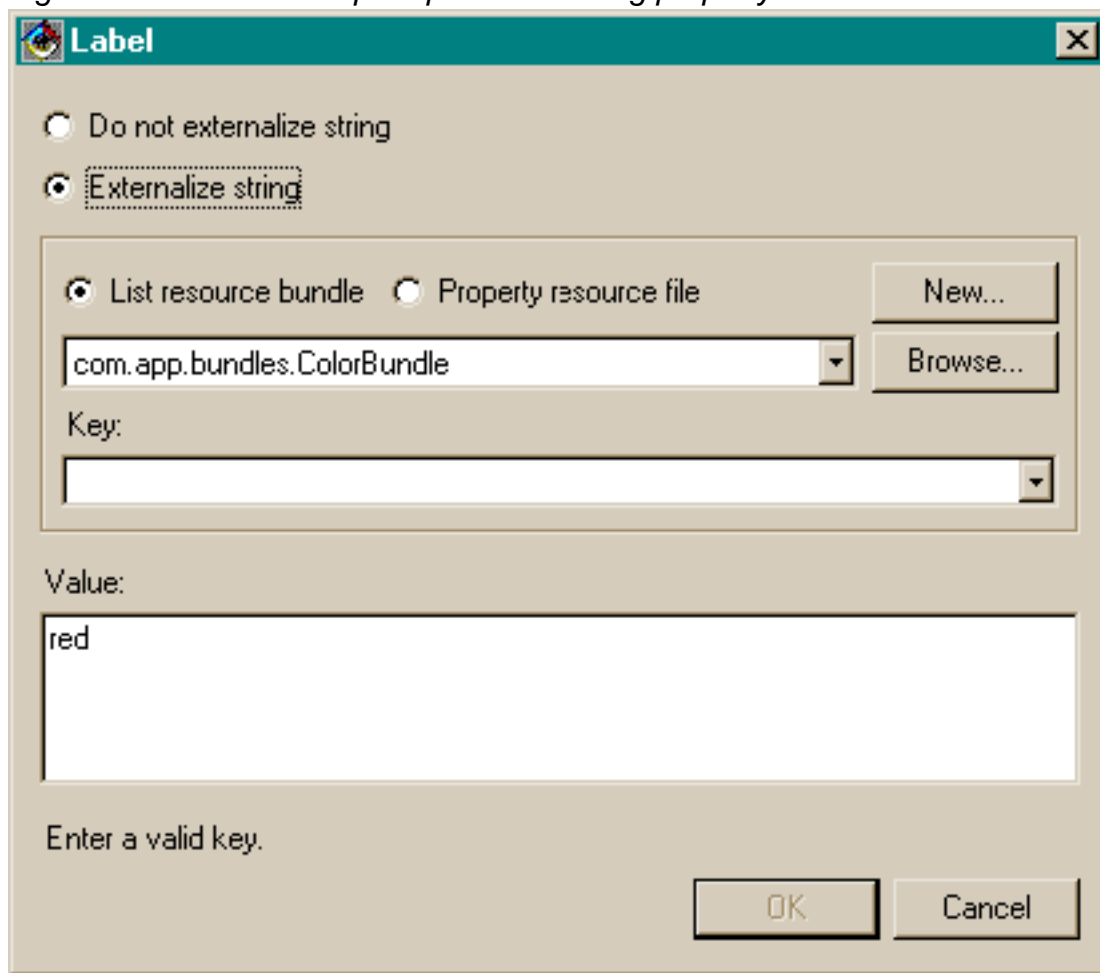 Label
Do not externalize string
Externalize string
List resource bundle Property resource file New...
com.app.bundles.ColorBundle Browse...
Key:
Value:
red
Enter a valid key.
OK Cancel